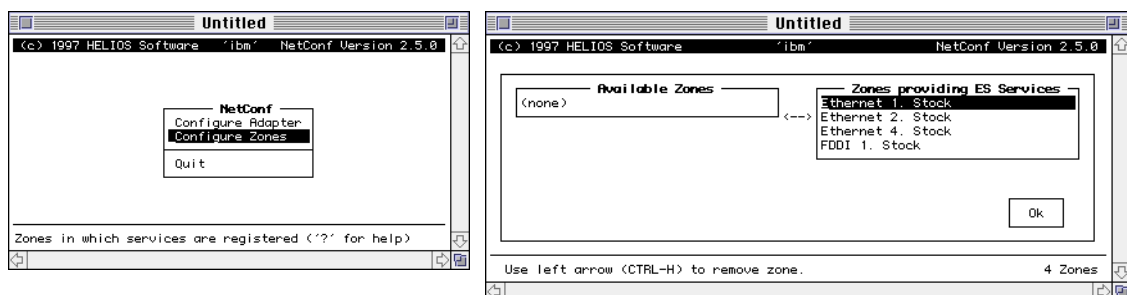 Untitled
(c) 1997 HELIOS Software 'ibm' NetConf Version 2.5.0
NetConf
Configure Adapter
Configure Zones
Quit
Zones in which services are registered ('?' for help)
Untitled
(c) 1997 HELIOS Software 'ibm' NetConf Version 2.5.0
Available Zones
(none)
<-->
Zones providing ES Services
Ethernet 1. Stock
Ethernet 2. Stock
Ethernet 4. Stock
FDDI 1. Stock
Ok
Use left arrow (CTRL-H) to remove zone. 4 Zones